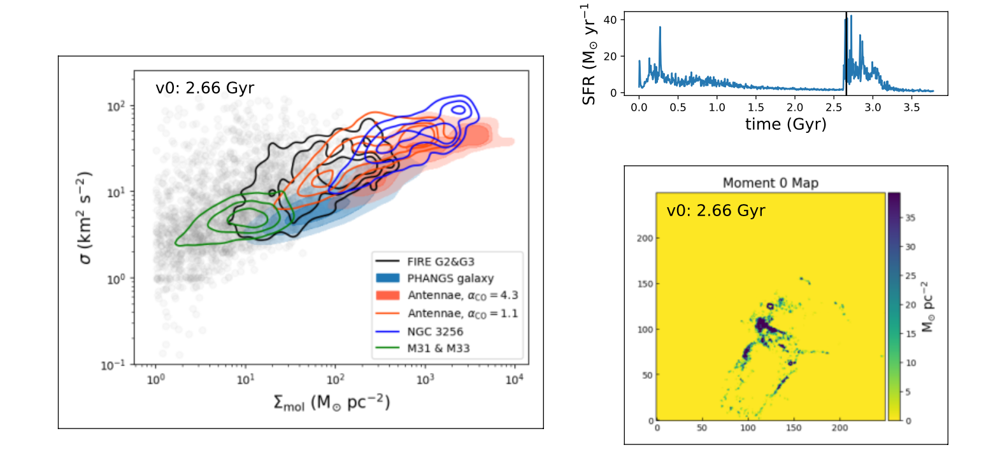 v0: 2.66 Gyr
σ (km² s⁻²)
10²
10¹
10⁰
10⁻¹
10⁰
10¹
10²
10³
10⁴
Σmol (M⊙ pc⁻²)
FIRE G2&G3
PHANGS galaxy
Antennae, αCO = 4.3
Antennae, αCO = 1.1
NGC 3256
M31 & M33
SFR (M⊙ yr⁻¹
40
20
0
0.0 0.5 1.0 1.5 2.0 2.5 3.0 3.5
time (Gyr)
Moment 0 Map
v0: 2.66 Gyr
200
150
100
50
0
0 50 100 150 200
35
30
25
20
15
10
5
0
M⊙ pc⁻²